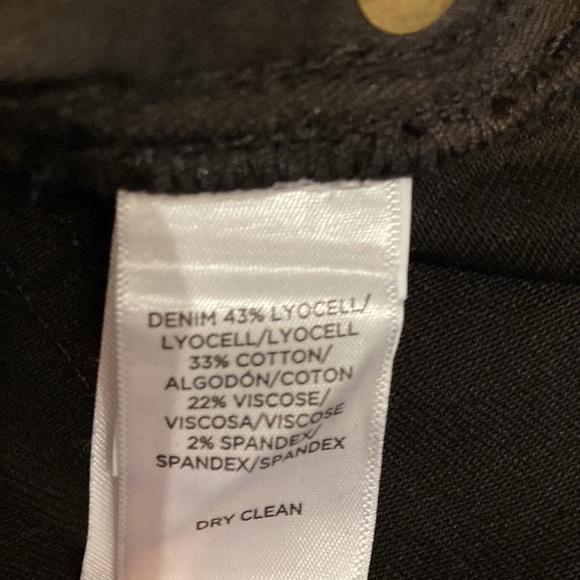 DENIM 43% LYOCELL/
LYOCELL/LYOCELL
33% COTTON/
ALGODÓN/COTON
22% VISCOSE/
VISCOSA/VISCOSE
2% SPANDEX/
SPANDEX/SPANDEX
DRY CLEAN